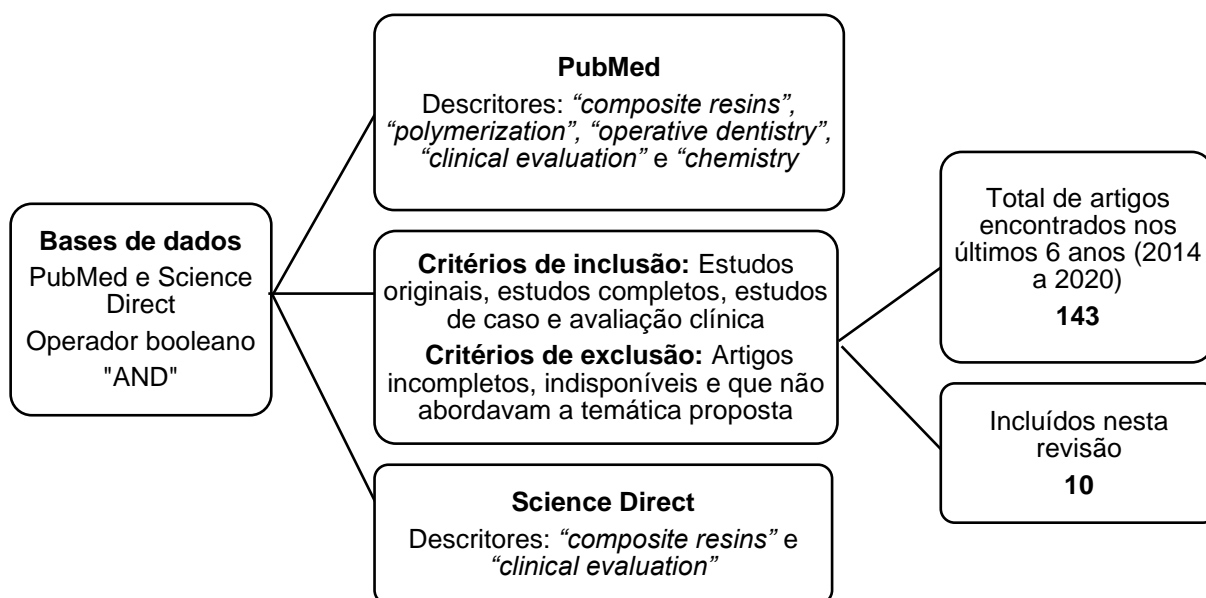 Bases de dados
PubMed e Science
Direct
Operador booleano
"AND"
PubMed
Descritores: “composite resins”,
“polymerization”, “operative dentistry”,
“clinical evaluation” e “chemistry
Critérios de inclusão: Estudos
originais, estudos completos, estudos
de caso e avaliação clínica
Critérios de exclusão: Artigos
incompletos, indisponíveis e que não
abordavam a temática proposta
Science Direct
Descritores: “composite resins” e
“clinical evaluation”
Total de artigos
encontrados nos
últimos 6 anos (2014
a 2020)
143
Incluídos nesta
revisão
10